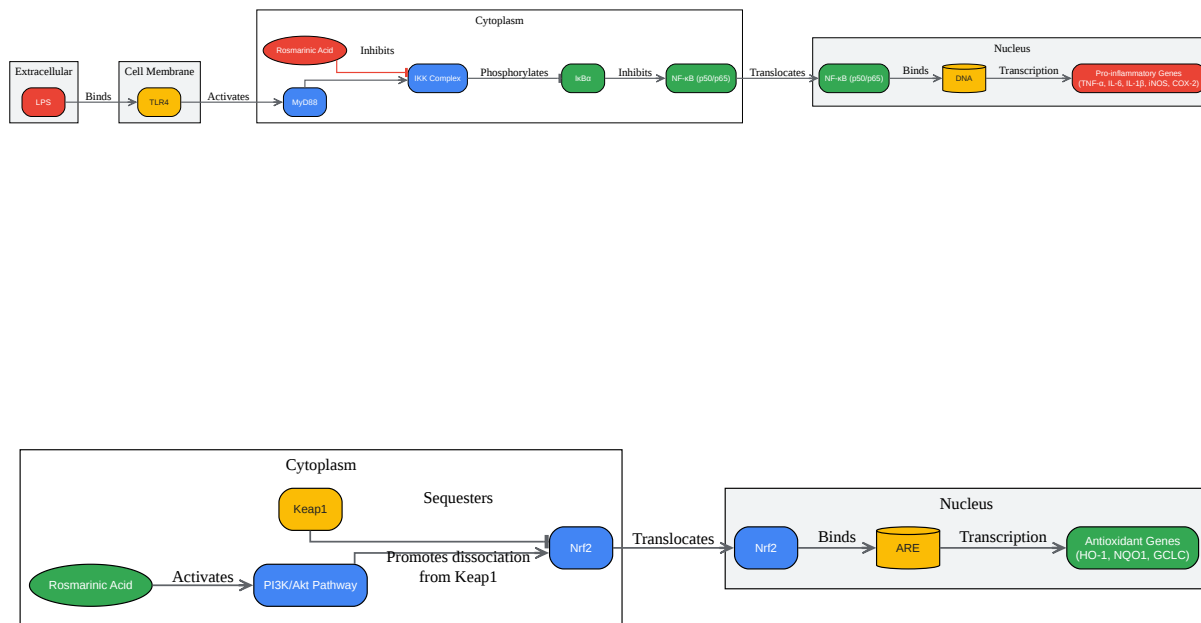 Cytoplasm
Rosmarinic Acid
Inhibits
Nucleus
Extracellular
Cell Membrane
IKK Complex
Phosphorylates
IκBα
Inhibits
NF-κB (p50/p65)
Translocates
NF-κB (p50/p65)
Binds
DNA
Transcription
Pro-inflammatory Genes
(TNF-α, IL-6, IL-1β, iNOS, COX-2)
LPS
Binds
TLR4
Activates
MyD88
Cytoplasm
Keap1
Sequesters
Nucleus
Rosmarinic Acid
Activates
PI3K/Akt Pathway
Promotes dissociation
from Keap1
Nrf2
Translocates
Nrf2
Binds
ARE
Transcription
Antioxidant Genes
(HO-1, NQO1, GCLC)